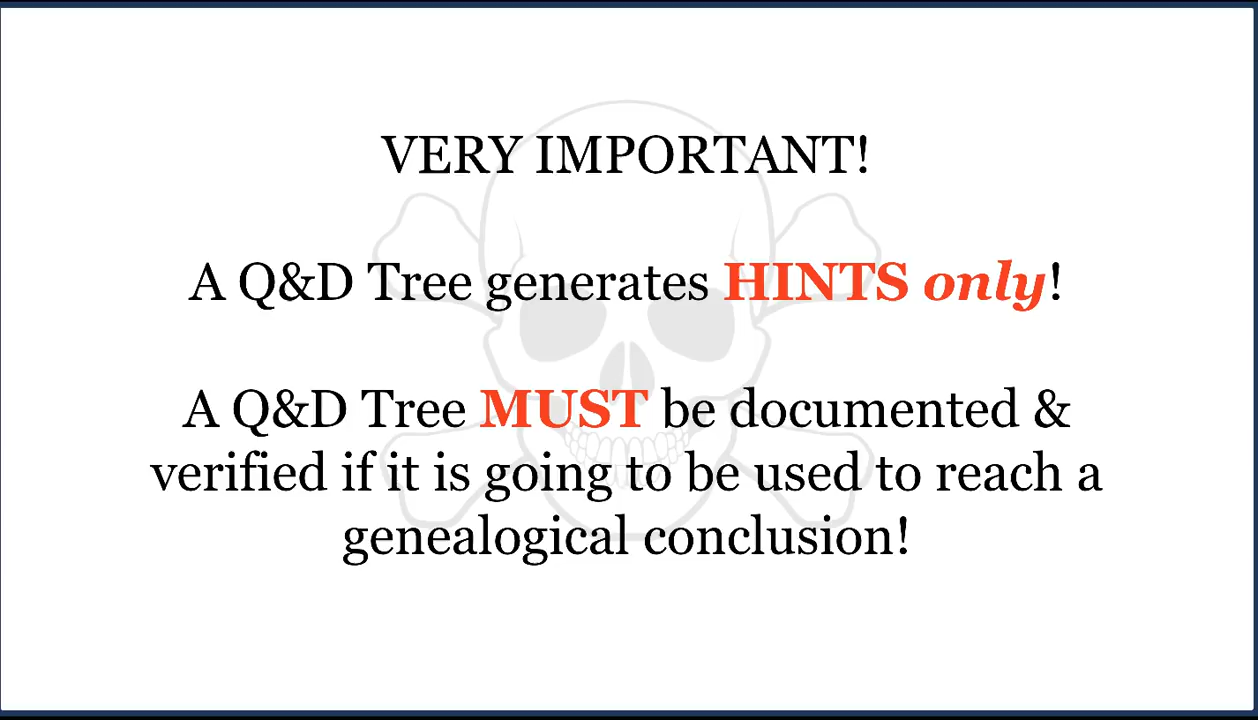 VERY IMPORTANT!
A Q&D Tree generates HINTS only!
A Q&D Tree MUST be documented &
verified if it is going to be used to reach a
genealogical conclusion!